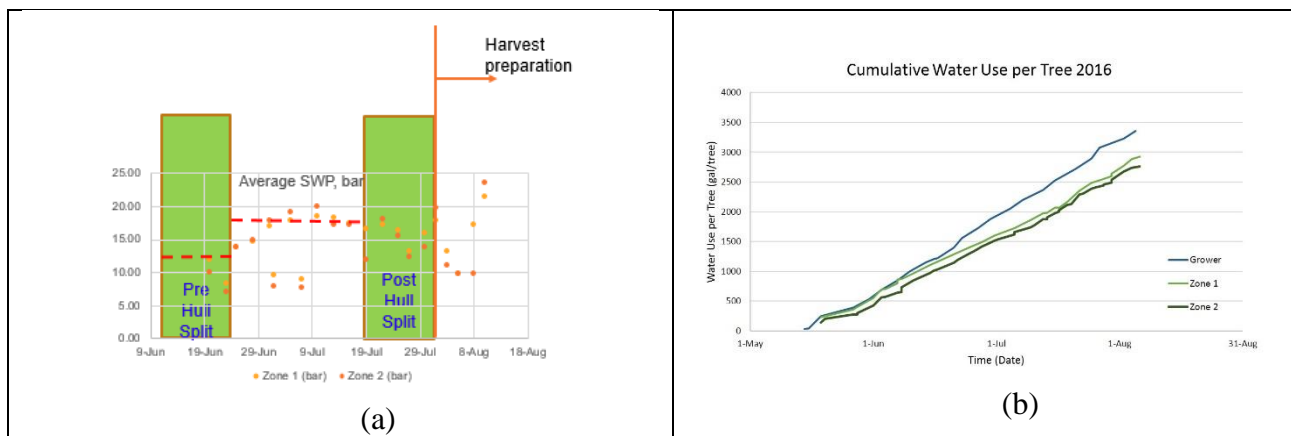 Harvest
preparation
Average SWP, bar
25.00
20.00
15.00
10.00
5.00
0.00
Pre
Hull
Split
Post
Hull
Split
9-Jun 19-Jun 29-Jun 9-Jul 19-Jul 29-Jul 8-Aug 18-Aug
Zone 1 (bar) Zone 2 (bar)
(a)
Cumulative Water Use per Tree 2016
Water Use per Tree (gal/tree)
4000
3500
3000
2500
2000
1500
1000
500
0
Grower
Zone 1
Zone 2
1-May 1-Jun 1-Jul 1-Aug 31-Aug
Time (Date)
(b)